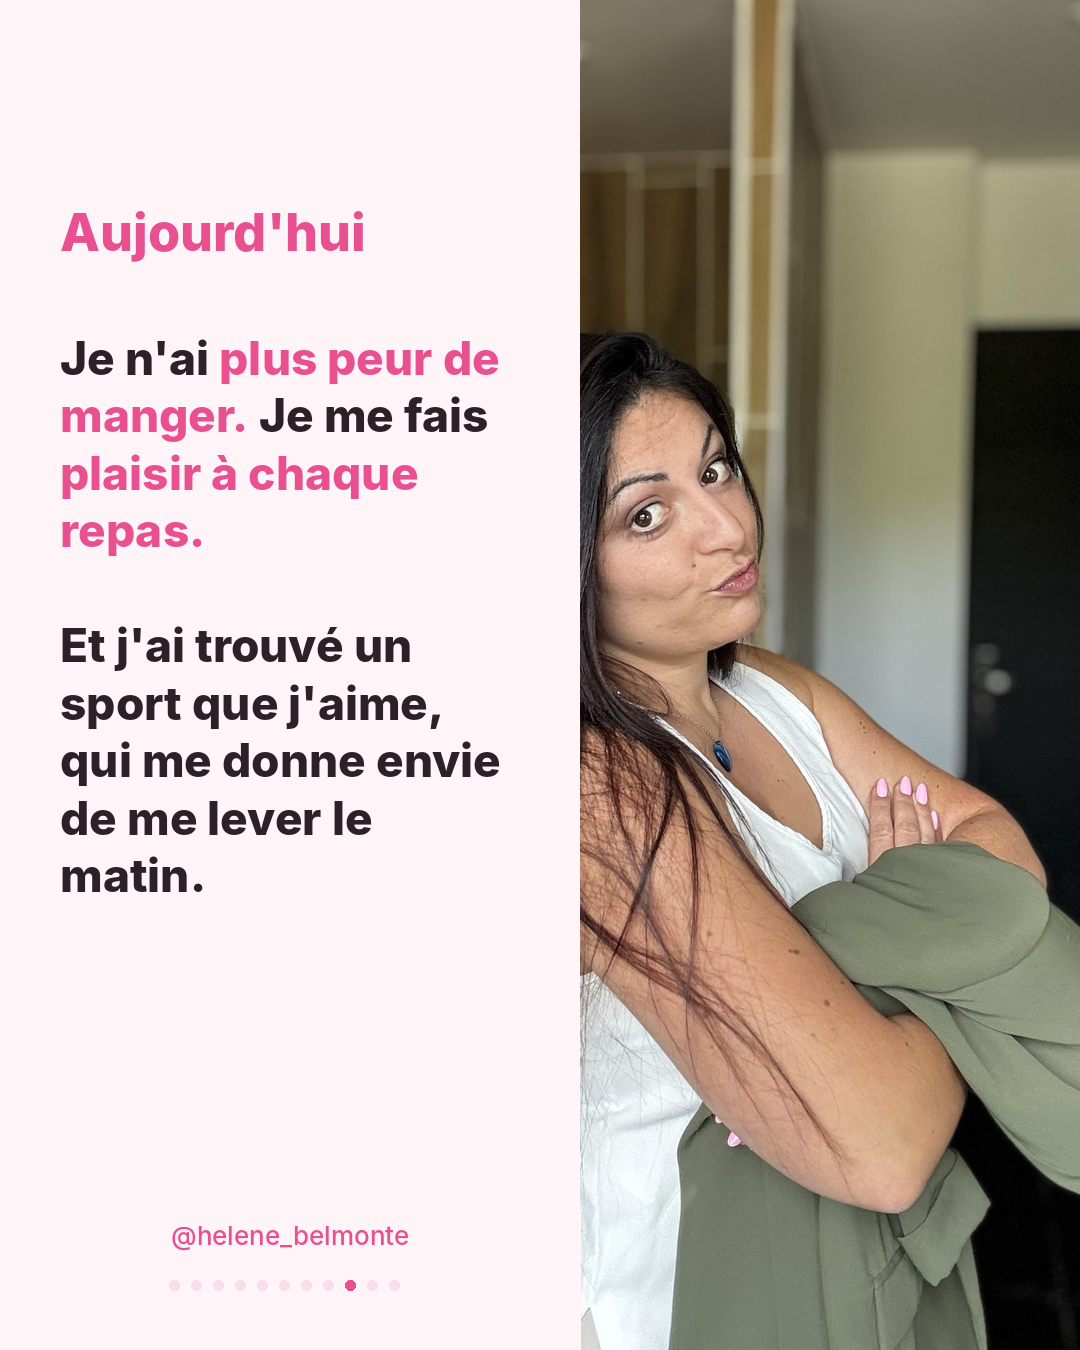 Aujourd'hui
Je n'ai plus peur de
manger. Je me fais
plaisir à chaque
repas.
Et j'ai trouvé un
sport que j'aime,
qui me donne envie
de me lever le
matin.
@helene_belmonte